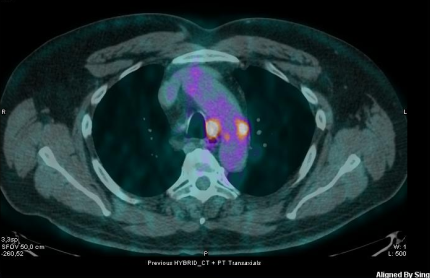 R
L
3,3sp
SFOV 50,0 cm
-260,52
P
W: 1
L: 500
Previous HYBRID_CT + PT Transaxials
Aligned By Sing